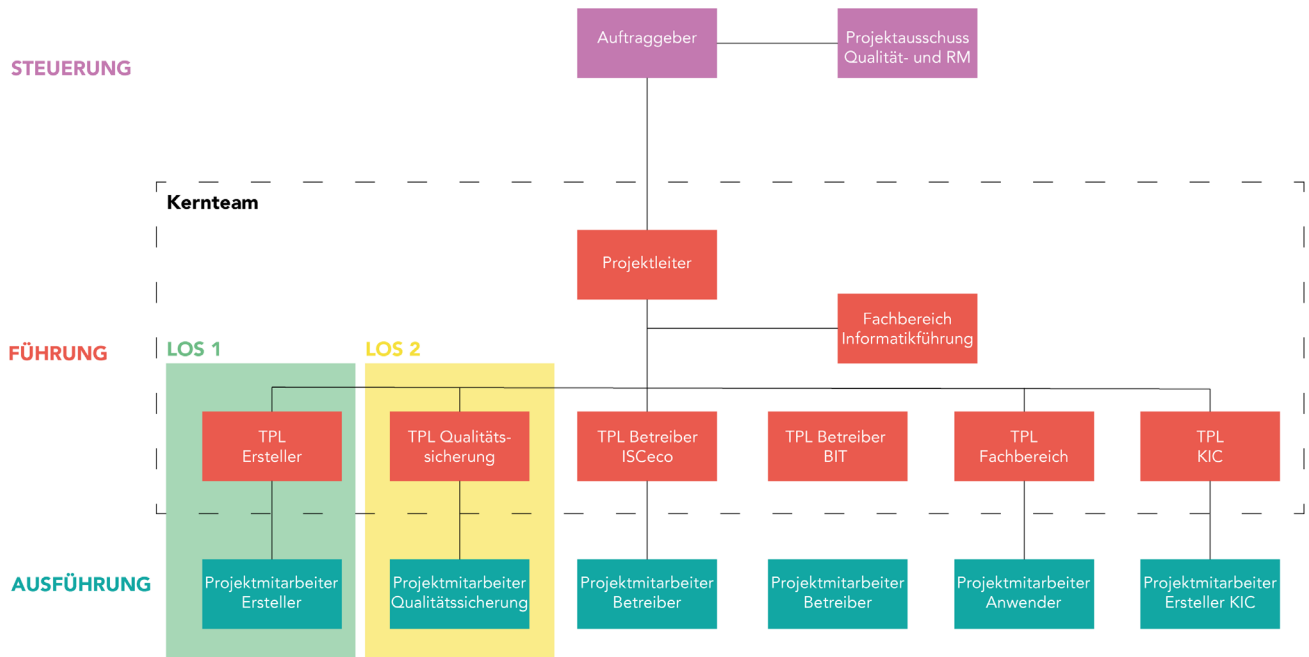 Auftraggeber
Projektausschuss
Qualität- und RM
STEUERUNG
Kernteam
Projektleiter
Fachbereich
Informatikführung
FÜHRUNG
LOS 1
LOS 2
TPL
Ersteller
TPL Qualitäts-
sicherung
TPL Betreiber
ISCeco
TPL Betreiber
BIT
TPL
Fachbereich
TPL
KIC
AUSFÜHRUNG
Projektmitarbeiter
Ersteller
Projektmitarbeiter
Qualitätssicherung
Projektmitarbeiter
Betreiber
Projektmitarbeiter
Betreiber
Projektmitarbeiter
Anwender
Projektmitarbeiter
Ersteller KIC